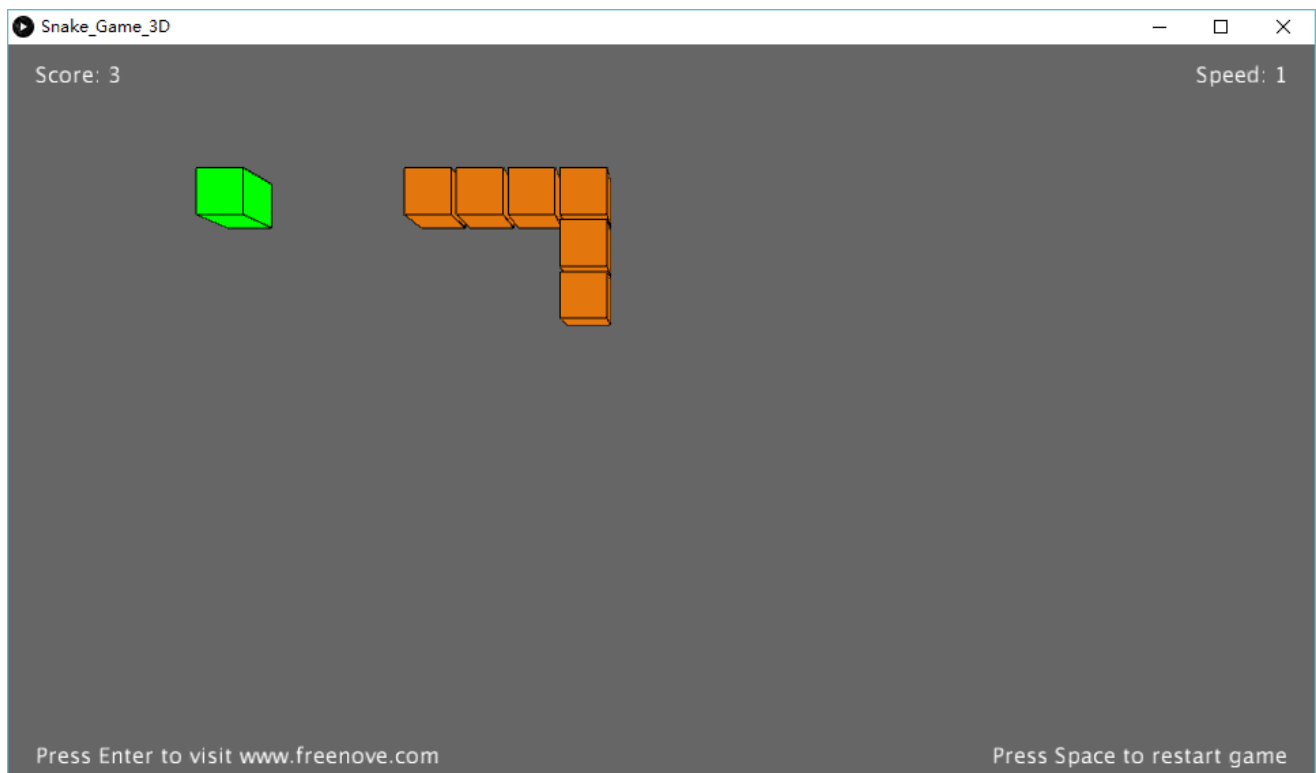 Snake_Game_3D
Score: 3
Speed: 1
Press Enter to visit www.freenove.com
Press Space to restart game